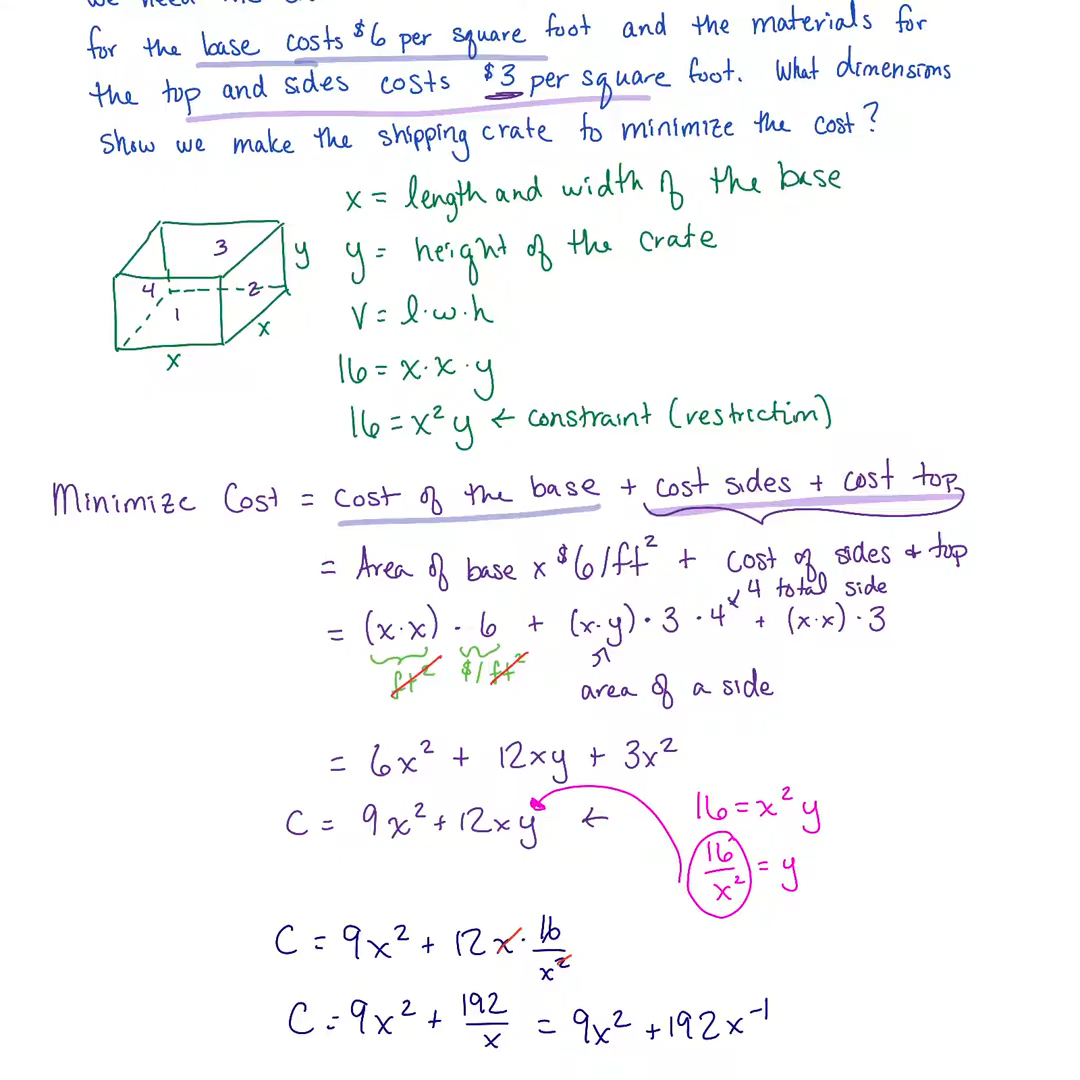 we need the
for the base costs $6 per square foot and the materials for
the top and sides costs $3 per square foot. What dimensions
show we make the shipping crate to minimize the cost?
x = length and width of the base
y = height of the crate
V = l·w·h
16 = x·x·y
16 = x² y ← constraint (restriction)
3
y
4
2
1
x
x
Minimize Cost = cost of the base + cost sides + cost top
= Area of base x $6/ft² + cost of sides & top
4 total side
= (x·x) · 6 + (x·y) · 3 · 4 + (x·x) · 3
ft² $/ft²
area of a side
= 6x² + 12xy + 3x²
C = 9x² + 12xy ←
16 = x² y
16/x² = y
C = 9x² + 12x · 16/x²
C = 9x² + 192/x = 9x² + 192x⁻¹